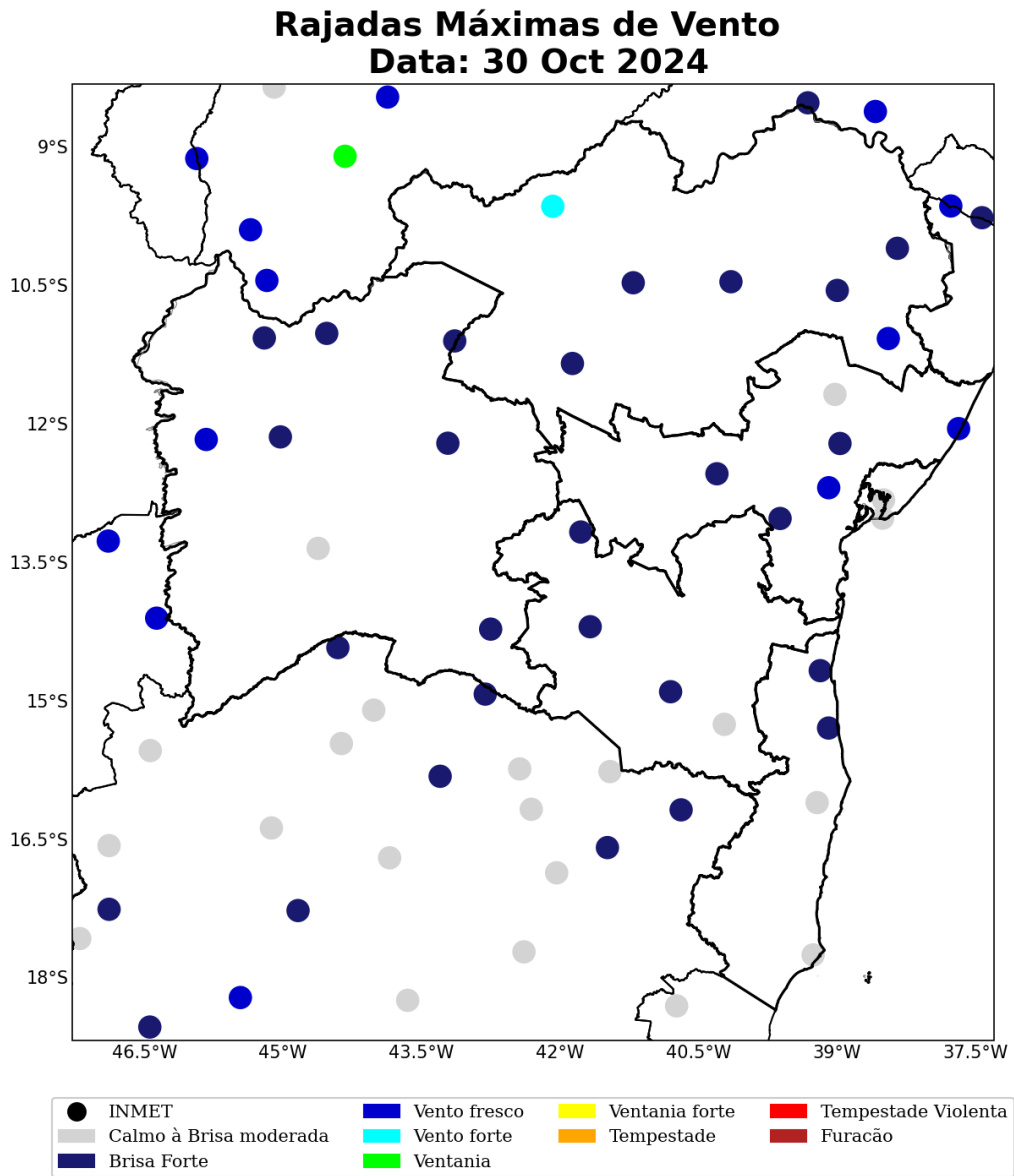 Rajadas Máximas de Vento
Data: 30 Oct 2024
9°S
10.5°S
12°S
13.5°S
15°S
16.5°S
18°S
46.5°W 45°W 43.5°W 42°W 40.5°W 39°W 37.5°W
INMET Vento fresco Ventania forte Tempestade Violenta
Calmo à Brisa moderada Vento forte Tempestade Furacão
Brisa Forte Ventania